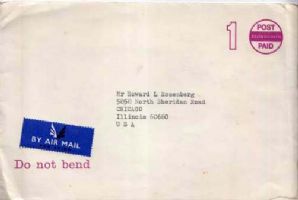 1
POST
PAID
Mr Howard L Rosenberg
5050 North Sheridan Road
CHICAGO
Illinois 60660
U S A
BY AIR MAIL
Do not bend